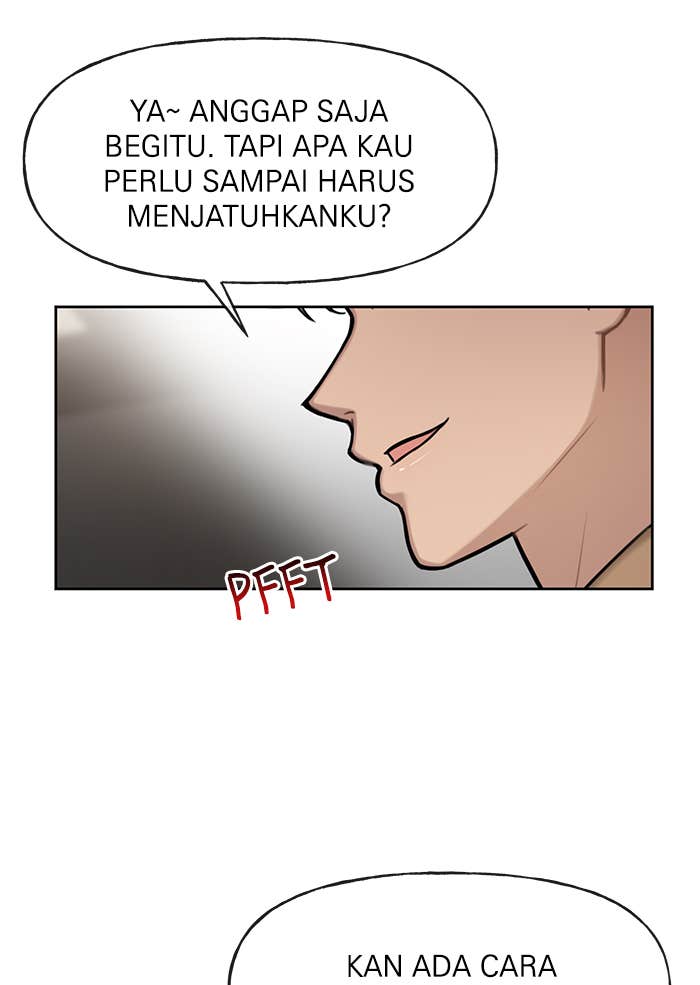 YA~ ANGGAP SAJA
BEGITU. TAPI APA KAU
PERLU SAMPAI HARUS
MENJATUHKANKU?
PFFT
KAN ADA CARA